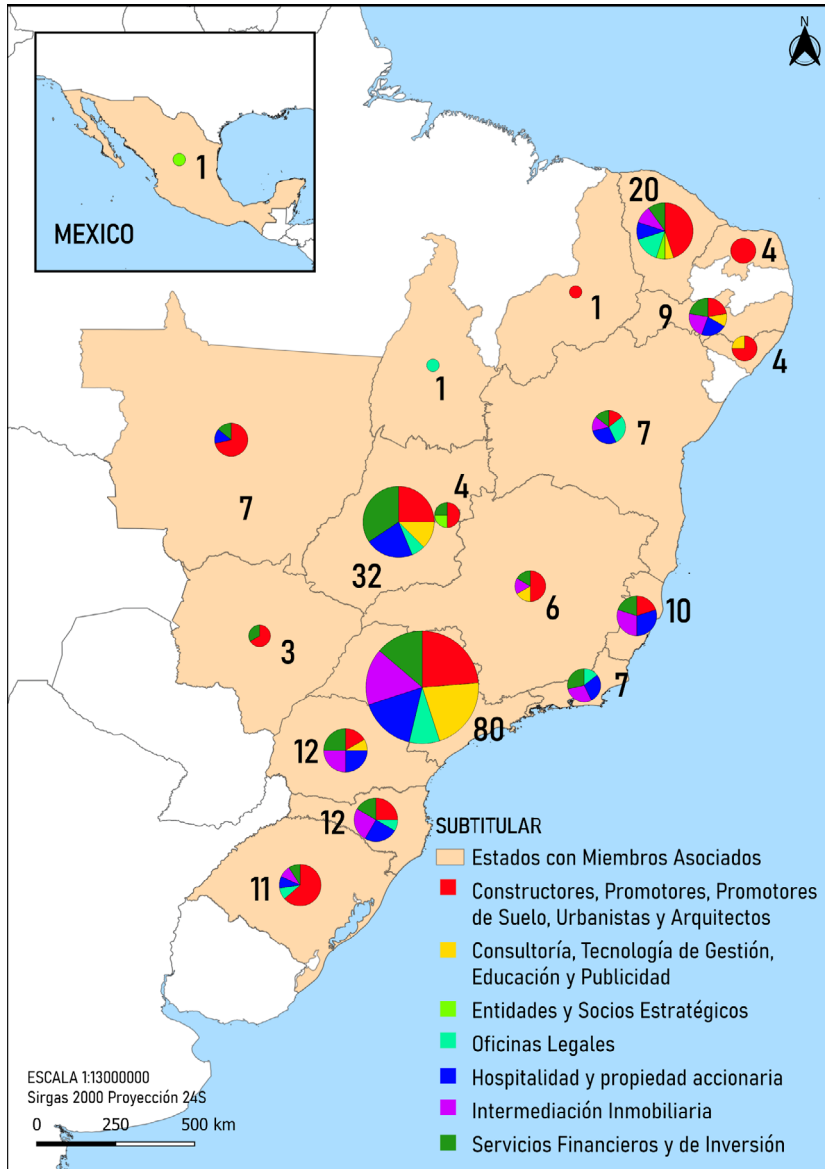 N
1
MEXICO
20
4
1
9
4
1
7
7
4
32
6
10
3
7
80
12
12
11
SUBTITULAR
Estados con Miembros Asociados
Constructores, Promotores, Promotores
de Suelo, Urbanistas y Arquitectos
Consultoría, Tecnología de Gestión,
Educación y Publicidad
Entidades y Socios Estratégicos
Oficinas Legales
Hospitalidad y propiedad accionaria
Intermediación Inmobiliaria
Servicios Financieros y de Inversión
ESCALA 1:13000000
Sirgas 2000 Proyección 24S
0 250 500 km